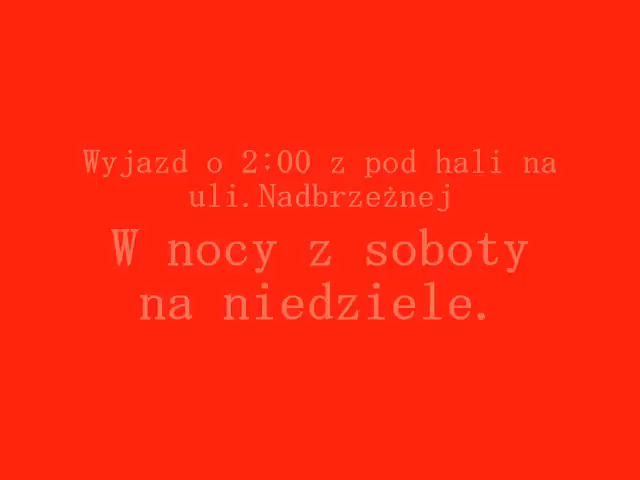 Wyjazd o 2:00 z pod hali na
uli.Nadbrzeżnej
W nocy z soboty
na niedziele.